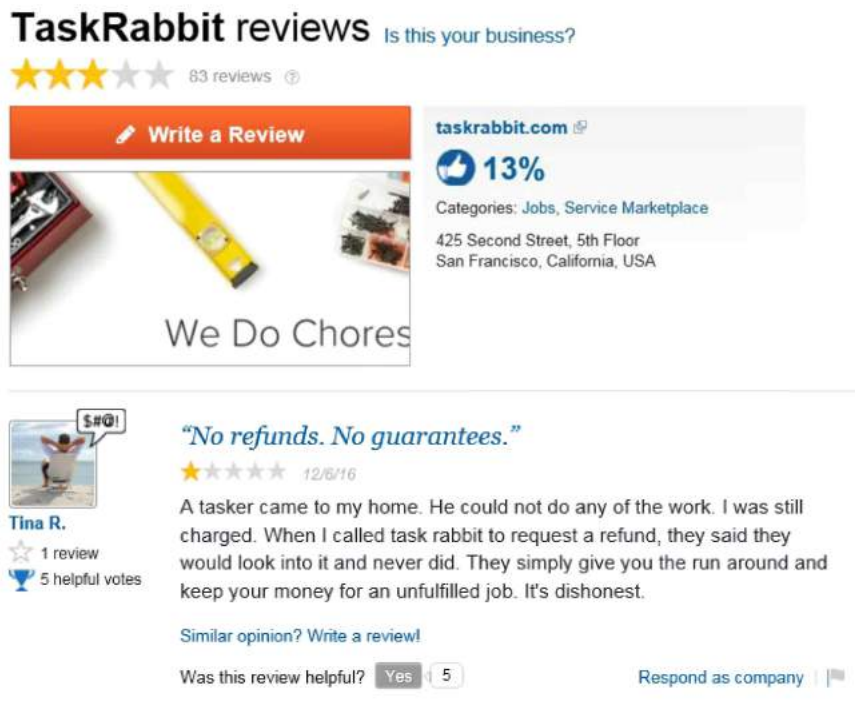 TaskRabbit reviews Is this your business?
83 reviews ?
Write a Review
taskrabbit.com
13%
Categories: Jobs, Service Marketplace
425 Second Street, 5th Floor
San Francisco, California, USA
We Do Chores
$#@!
Tina R.
1 review
5 helpful votes
“No refunds. No guarantees.”
12/6/16
A tasker came to my home. He could not do any of the work. I was still
charged. When I called task rabbit to request a refund, they said they
would look into it and never did. They simply give you the run around and
keep your money for an unfulfilled job. It's dishonest.
Similar opinion? Write a review!
Was this review helpful? Yes 5
Respond as company